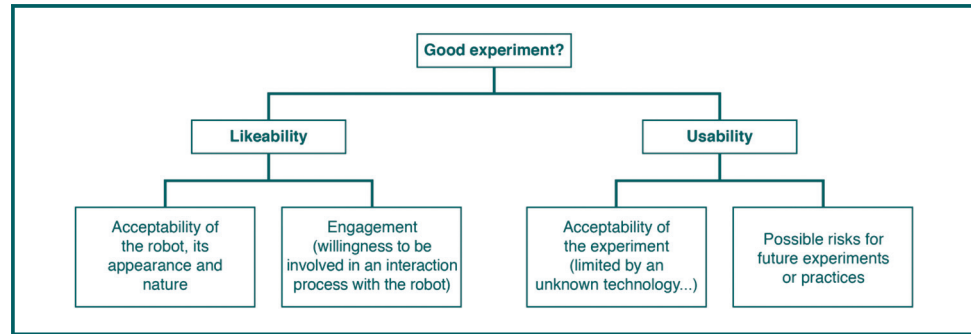 Good experiment?
Likeability
Usability
Acceptability of
the robot, its
appearance and
nature
Engagement
(willingness to be
involved in an interaction
process with the robot)
Acceptability of
the experiment
(limited by an
unknown technology...)
Possible risks for
future experiments
or practices